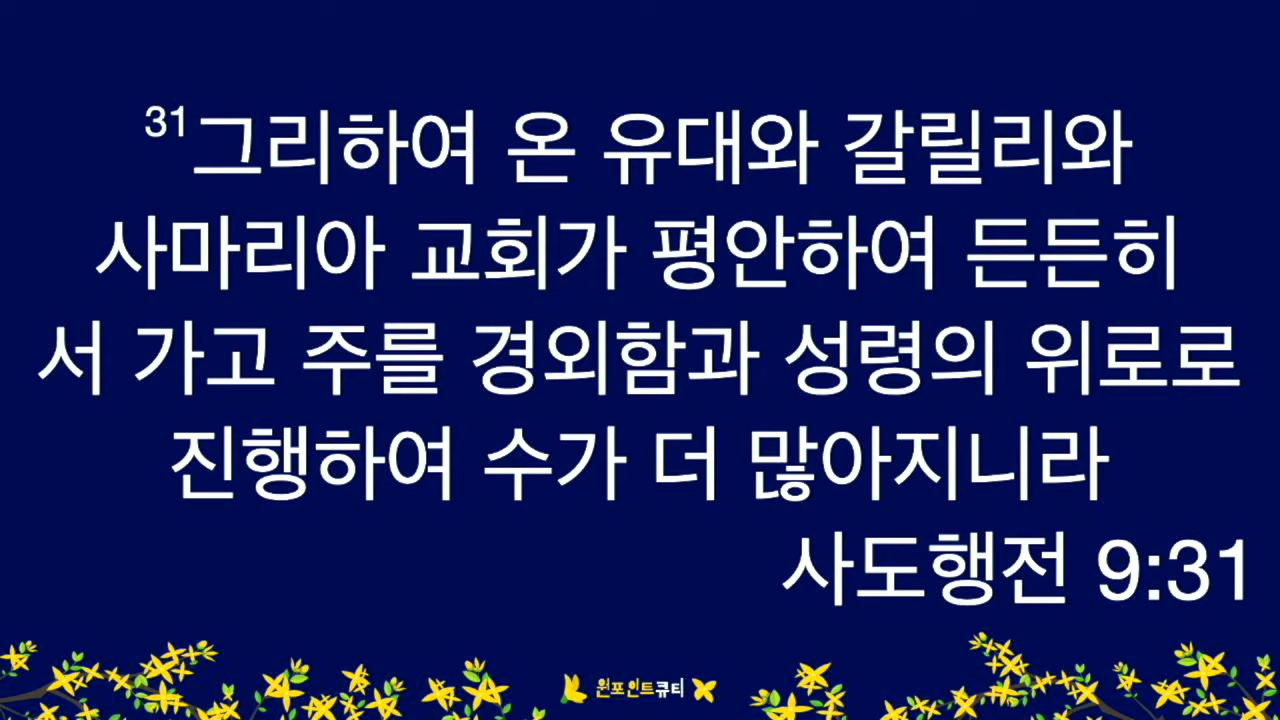 31그리하여 온 유대와 갈릴리와
사마리아 교회가 평안하여 든든히
서 가고 주를 경외함과 성령의 위로로
진행하여 수가 더 많아지니라
사도행전 9:31
원포인트큐티